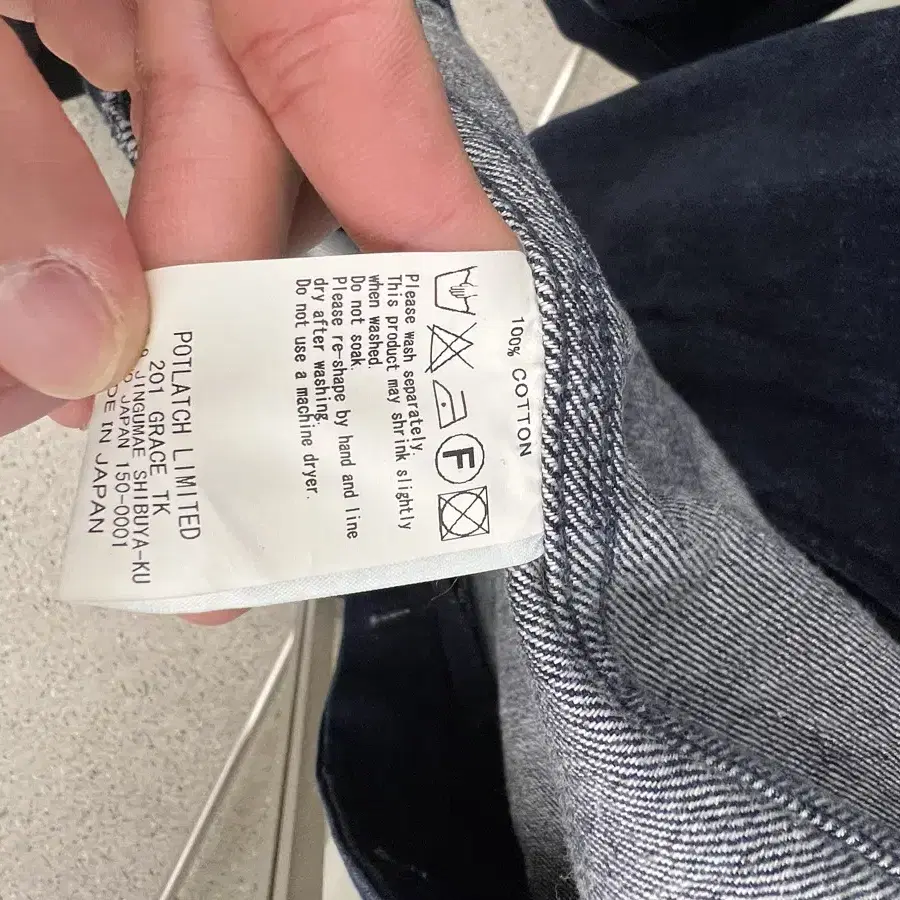 100% COTTON
F
Please wash separately.
This product may shrink slightly
when washed.
Do not soak.
Please re-shape by hand and line
dry after washing.
Do not use a machine dryer.
POTLATCH LIMITED
201 GRACE TK
JINGUMAE SHIBUYA-KU
JAPAN 150-0001
IN JAPAN